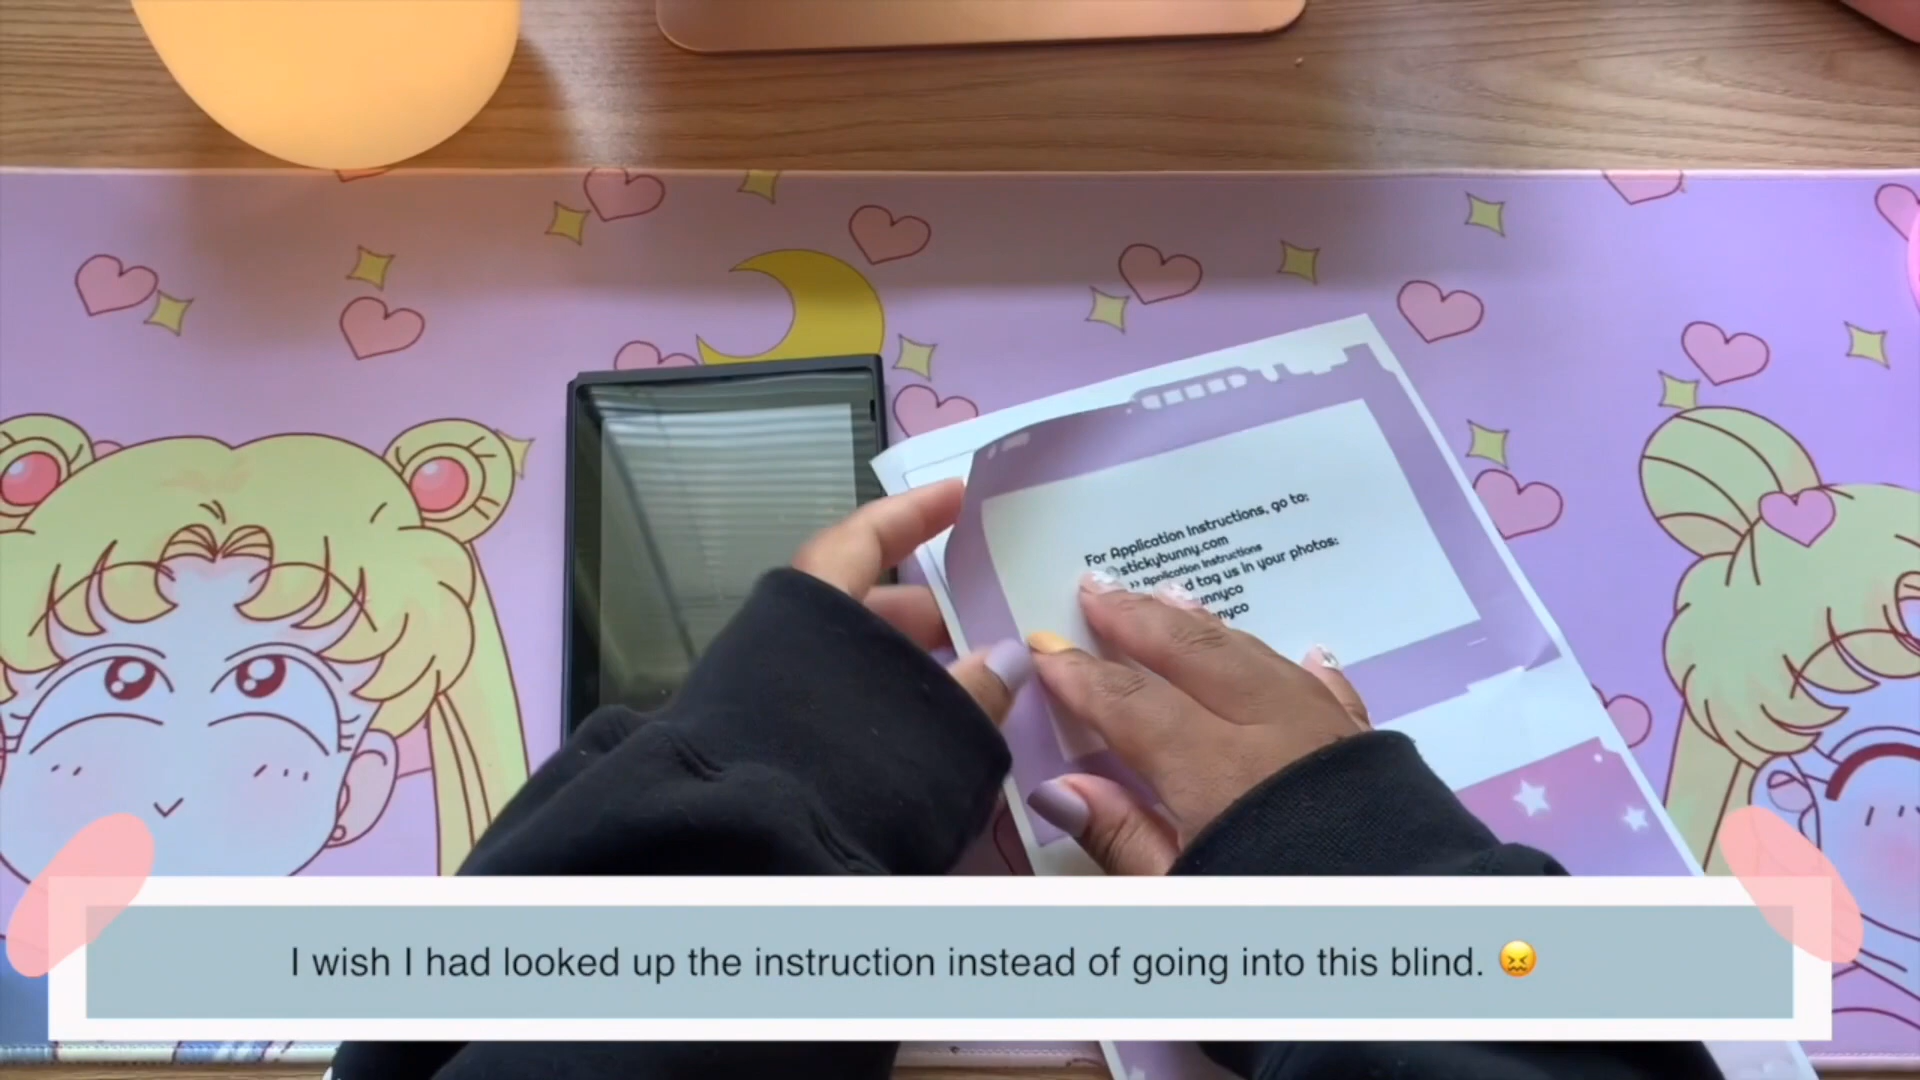 For Application Instructions, go to:
stickybunny.com
>> Application Instructions
tag us in your photos:
I wish I had looked up the instruction instead of going into this blind. 😖